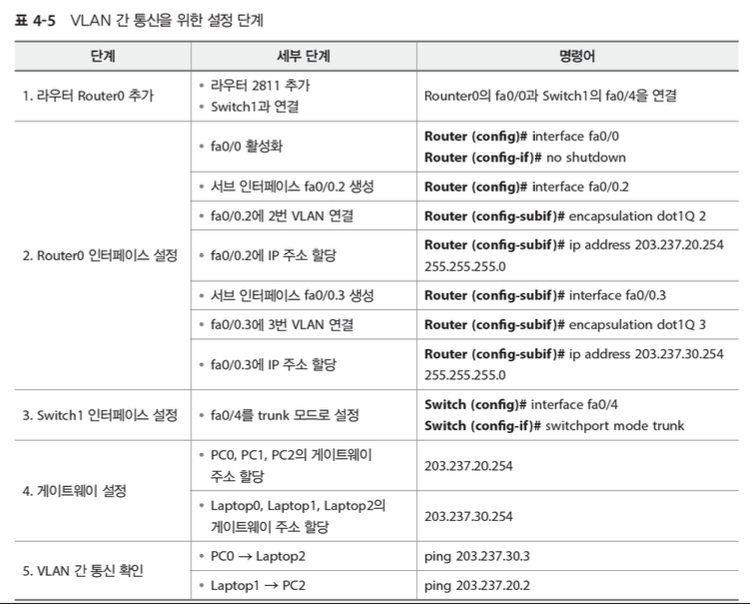 표 4-5 VLAN 간 통신을 위한 설정 단계
단계 세부 단계 명령어
1. 라우터 Router0 추가
• 라우터 2811 추가
• Switch1과 연결
Rounter0의 fa0/0과 Switch1의 fa0/4을 연결
2. Router0 인터페이스 설정
• fa0/0 활성화
Router (config)# interface fa0/0
Router (config-if)# no shutdown
• 서브 인터페이스 fa0/0.2 생성
Router (config)# interface fa0/0.2
• fa0/0.2에 2번 VLAN 연결
Router (config-subif)# encapsulation dot1Q 2
• fa0/0.2에 IP 주소 할당
Router (config-subif)# ip address 203.237.20.254
255.255.255.0
• 서브 인터페이스 fa0/0.3 생성
Router (config-subif)# interface fa0/0.3
• fa0/0.3에 3번 VLAN 연결
Router (config-subif)# encapsulation dot1Q 3
• fa0/0.3에 IP 주소 할당
Router (config-subif)# ip address 203.237.30.254
255.255.255.0
3. Switch1 인터페이스 설정
• fa0/4를 trunk 모드로 설정
Switch (config)# interface fa0/4
Switch (config-if)# switchport mode trunk
4. 게이트웨이 설정
• PC0, PC1, PC2의 게이트웨이
주소 할당
203.237.20.254
• Laptop0, Laptop1, Laptop2의
게이트웨이 주소 할당
203.237.30.254
5. VLAN 간 통신 확인
• PC0 → Laptop2
ping 203.237.30.3
• Laptop1 → PC2
ping 203.237.20.2